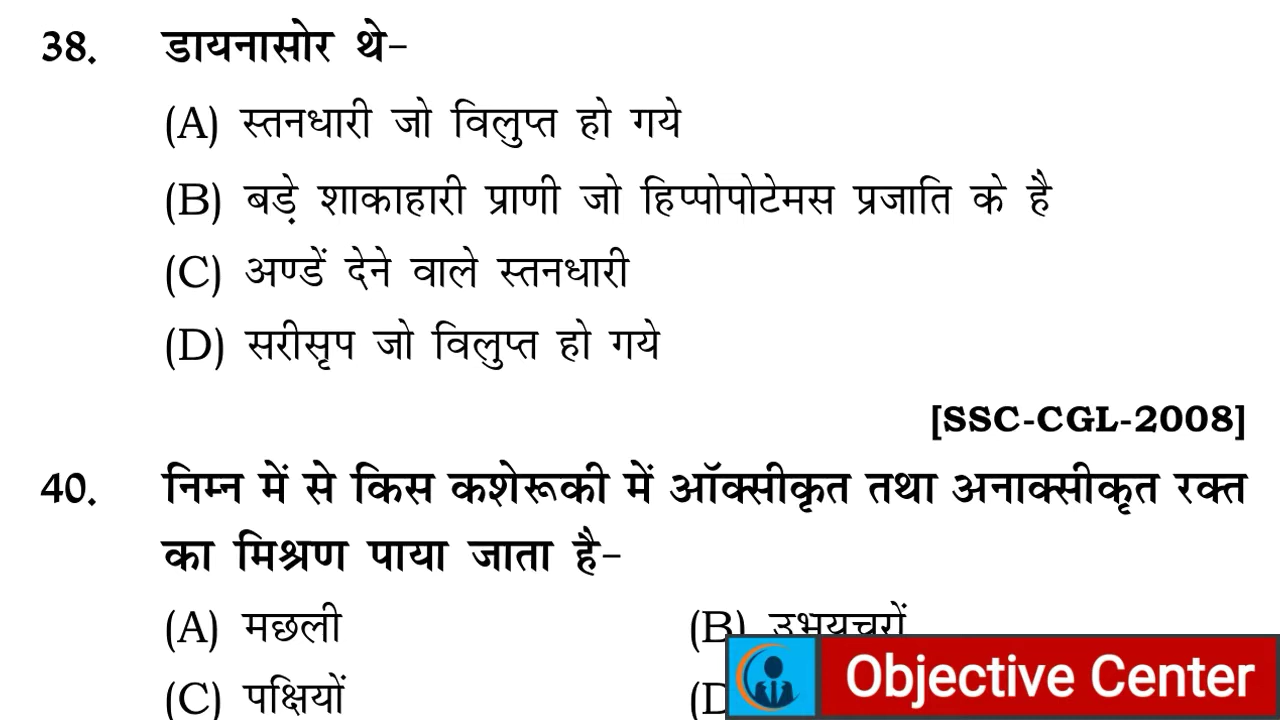 38. डायनासोर थे-
(A) स्तनधारी जो विलुप्त हो गये
(B) बड़े शाकाहारी प्राणी जो हिप्पोपोटेमस प्रजाति के है
(C) अण्डें देने वाले स्तनधारी
(D) सरीसृप जो विलुप्त हो गये
[SSC-CGL-2008]
40. निम्न में से किस कशेरूकी में ऑक्सीकृत तथा अनाक्सीकृत रक्त
का मिश्रण पाया जाता है-
(A) मछली (B) उभयचरों
(C) पक्षियों (D
Objective Center